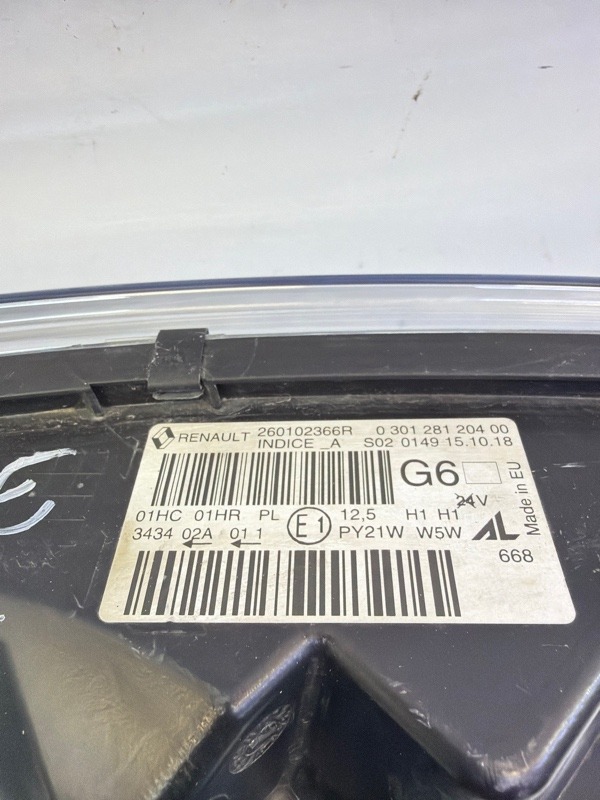 RENAULT 260102366R 0 301 281 204 00
INDICE _A S02 0149 15.10.18
G6
Made in EU
24V
01HC 01HR PL E1 12,5 H1 H1
3434 02A 01 1 PY21W W5W AL
668